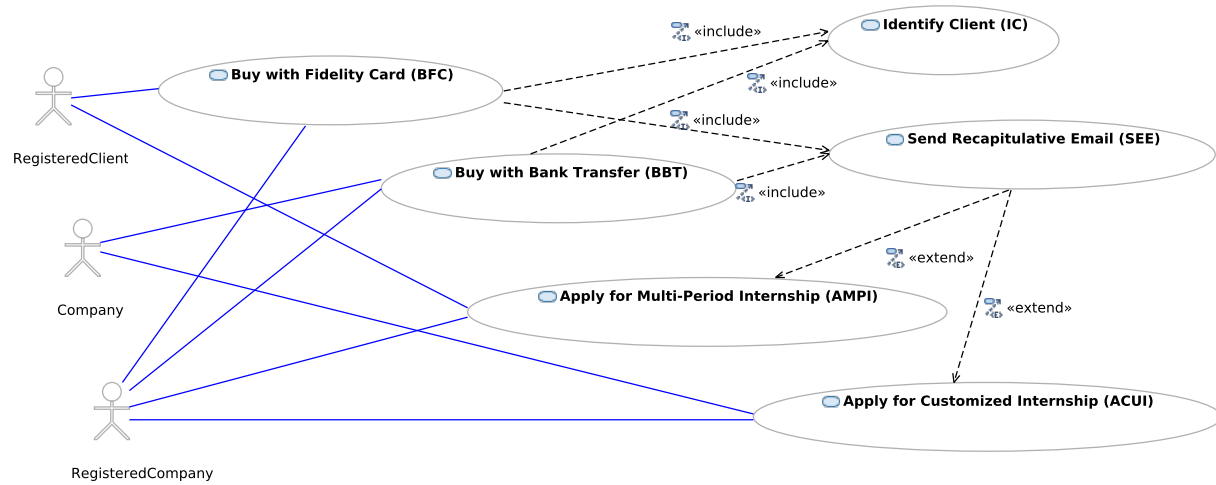 Identify Client (IC)
«include»
Buy with Fidelity Card (BFC)
«include»
«include»
Send Recapitulative Email (SEE)
RegisteredClient
Buy with Bank Transfer (BBT)
«include»
«extend»
Apply for Multi-Period Internship (AMPI)
«extend»
Company
Apply for Customized Internship (ACUI)
RegisteredCompany